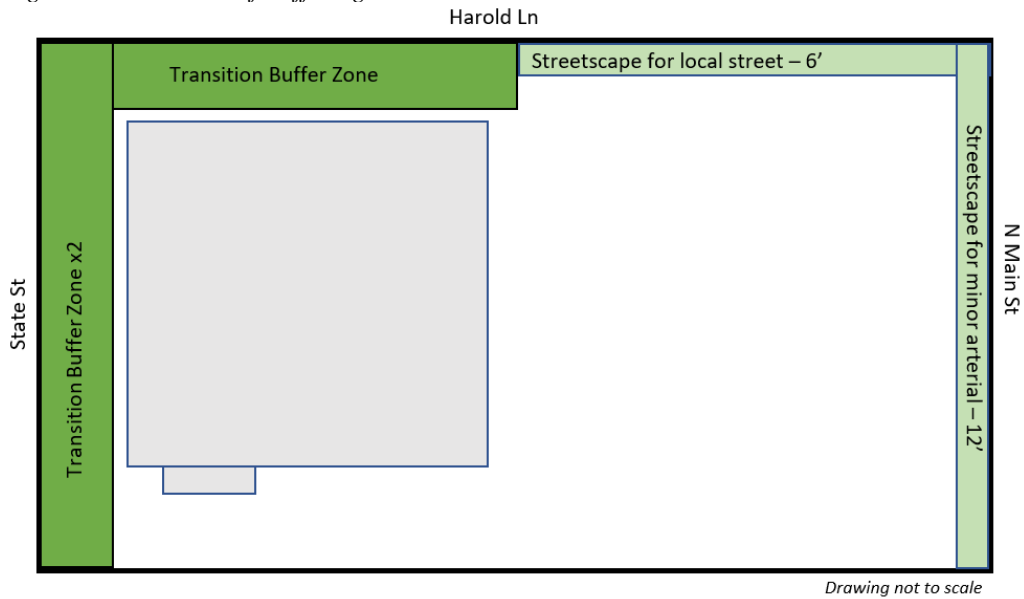 Harold Ln
Transition Buffer Zone
Streetscape for local street – 6’
State St
Transition Buffer Zone x2
Streetscape for minor arterial – 12’
N Main St
Drawing not to scale